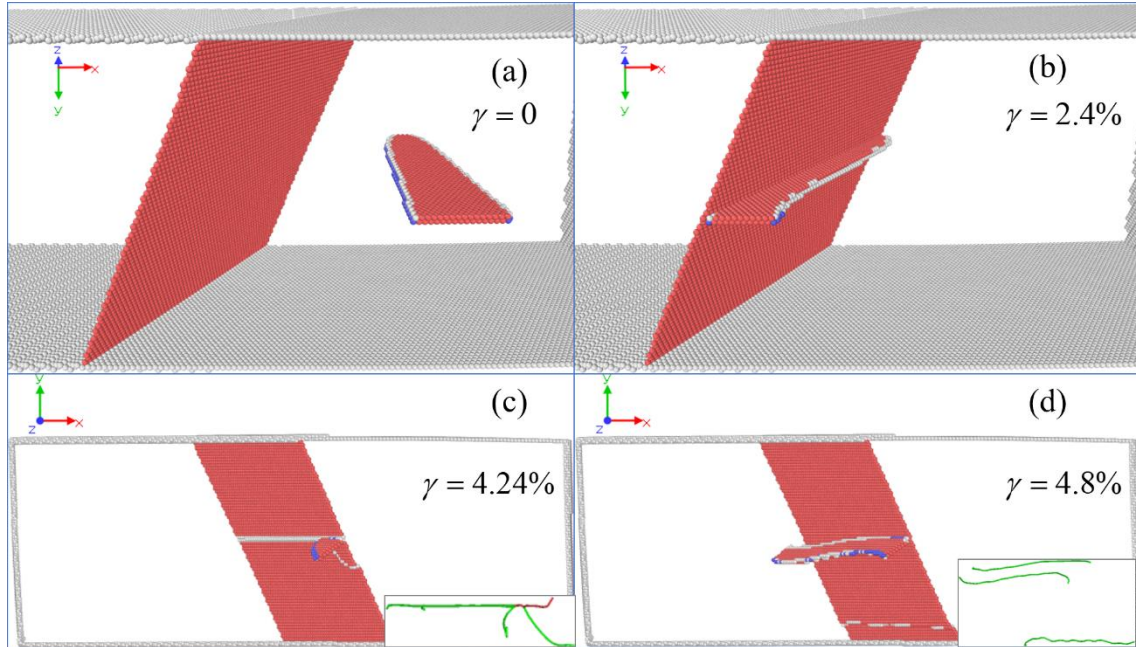 z
x
y
(a)
γ = 0
z
x
y
(b)
γ = 2.4%
y
z
x
(c)
γ = 4.24%
y
z
x
(d)
γ = 4.8%